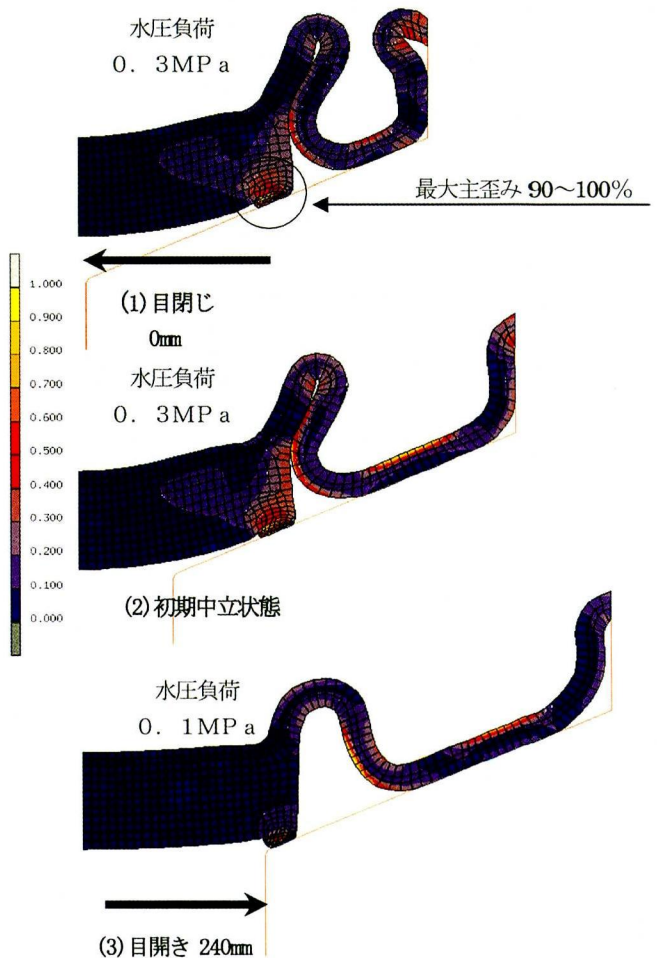 水圧負荷
０．３MPa
最大主歪み 90～100%
(1) 目閉じ
0mm
水圧負荷
０．３MPa
1.000
0.900
0.800
0.700
0.600
0.500
0.400
0.300
0.200
0.100
0.000
(2) 初期中立状態
水圧負荷
０．１MPa
(3) 目開き 240mm